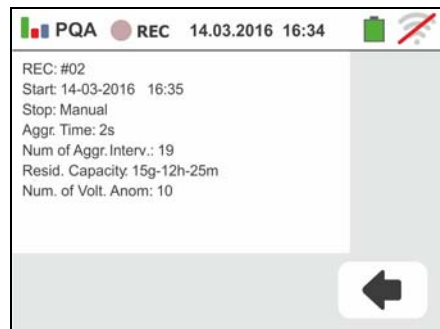 PQA REC 14.03.2016 16:34
REC: #02
Start: 14-03-2016 16:35
Stop: Manual
Aggr. Time: 2s
Num of Aggr. Interv.: 19
Resid. Capacity: 15g-12h-25m
Num. of Volt. Anom: 10